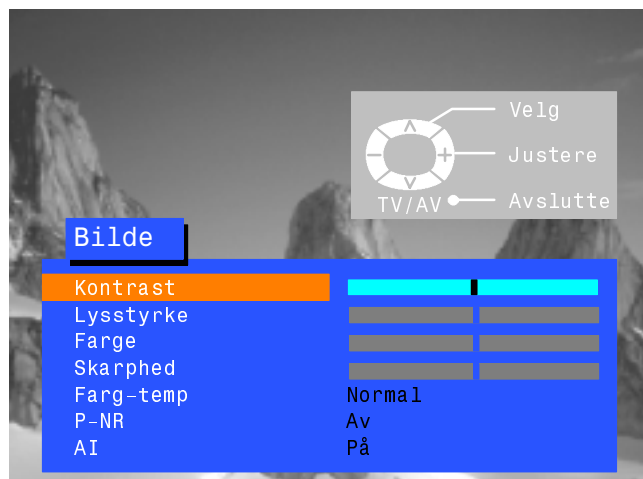 Velg
Justere
TV/AV Avslutte
Bilde
Kontrast
Lysstyrke
Farge
Skarphed
Farg-temp Normal
P-NR Av
AI På